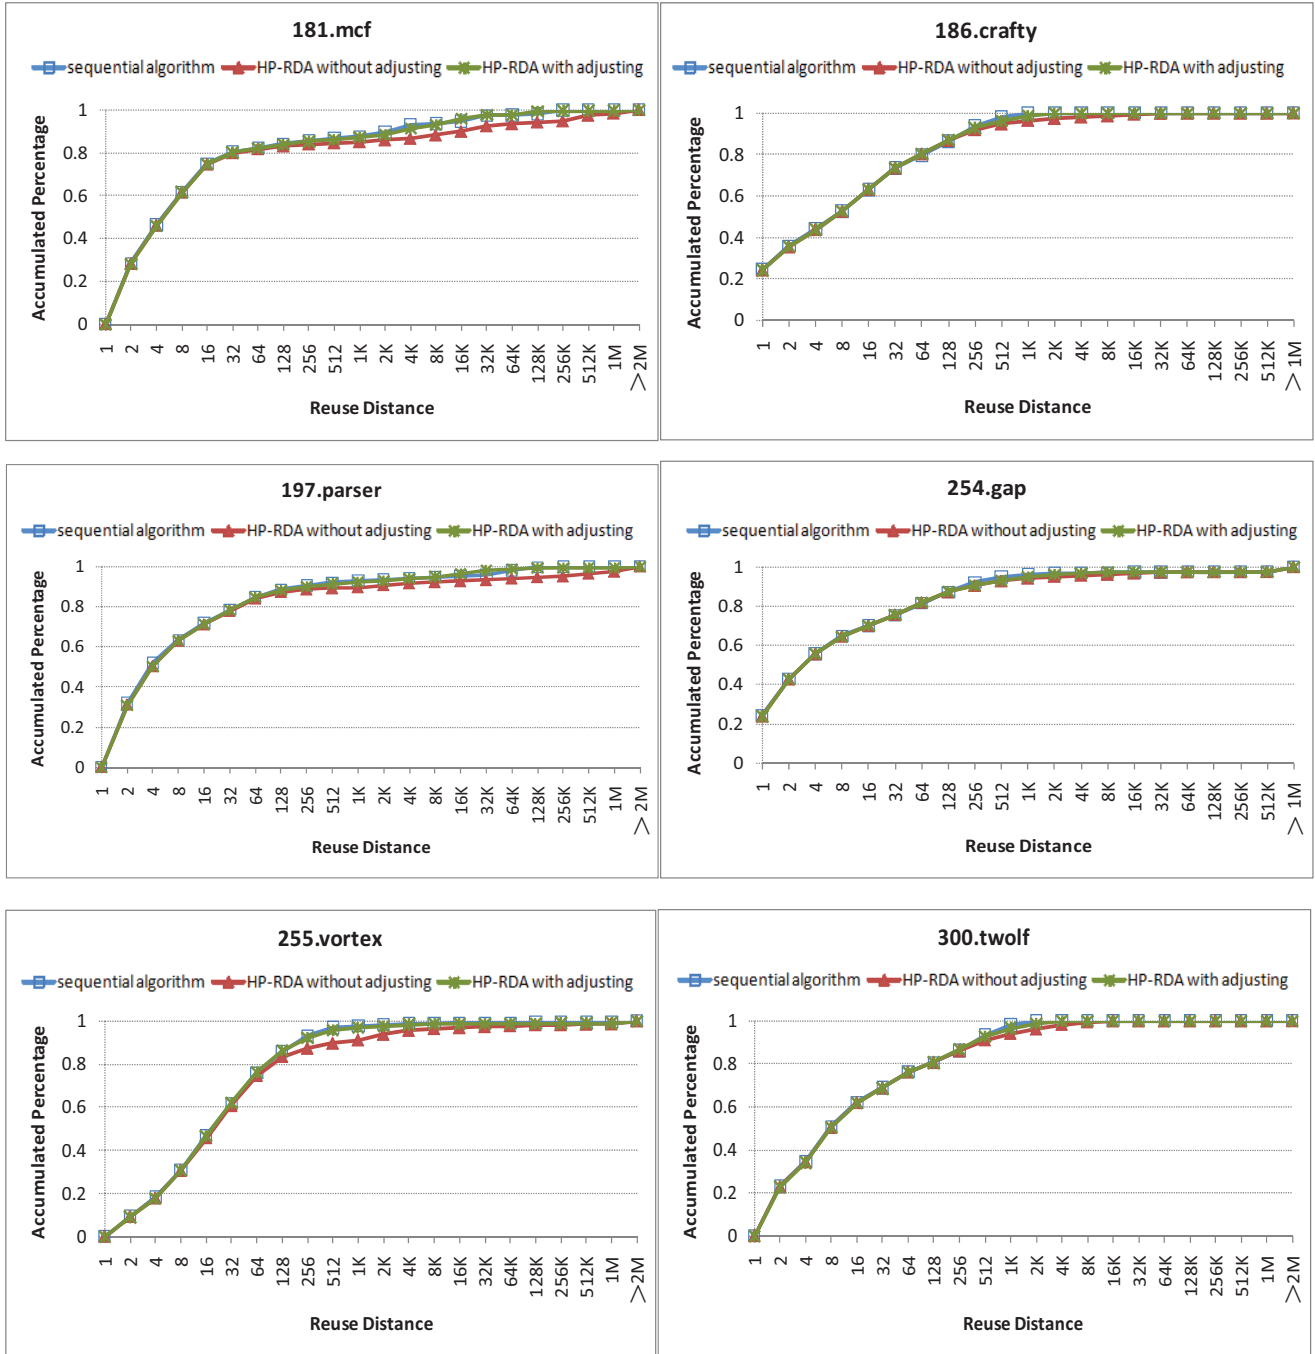 181.mcf
sequential algorithm HP-RDA without adjusting HP-RDA with adjusting
Accumulated Percentage
1
0.8
0.6
0.4
0.2
0
1 2 4 8 16 32 64 128 256 512 1K 2K 4K 8K 16K 32K 64K 128K 256K 512K 1M >2M
Reuse Distance
186.crafty
sequential algorithm HP-RDA without adjusting HP-RDA with adjusting
Accumulated Percentage
1
0.8
0.6
0.4
0.2
0
1 2 4 8 16 32 64 128 256 512 1K 2K 4K 8K 16K 32K 64K 128K 256K 512K > 1M
Reuse Distance
197.parser
sequential algorithm HP-RDA without adjusting HP-RDA with adjusting
Accumulated Percentage
1
0.8
0.6
0.4
0.2
0
1 2 4 8 16 32 64 128 256 512 1K 2K 4K 8K 16K 32K 64K 128K 256K 512K 1M > 2M
Reuse Distance
254.gap
sequential algorithm HP-RDA without adjusting HP-RDA with adjusting
Accumulated Percentage
1
0.8
0.6
0.4
0.2
0
1 2 4 8 16 32 64 128 256 512 1K 2K 4K 8K 16K 32K 64K 128K 256K 512K > 1M
Reuse Distance
255.vortex
sequential algorithm HP-RDA without adjusting HP-RDA with adjusting
Accumulated Percentage
1
0.8
0.6
0.4
0.2
0
1 2 4 8 16 32 64 128 256 512 1K 2K 4K 8K 16K 32K 64K 128K 256K 512K 1M >2M
Reuse Distance
300.twolf
sequential algorithm HP-RDA without adjusting HP-RDA with adjusting
Accumulated Percentage
1
0.8
0.6
0.4
0.2
0
1 2 4 8 16 32 64 128 256 512 1K 2K 4K 8K 16K 32K 64K 128K 256K 512K 1M >2M
Reuse Distance